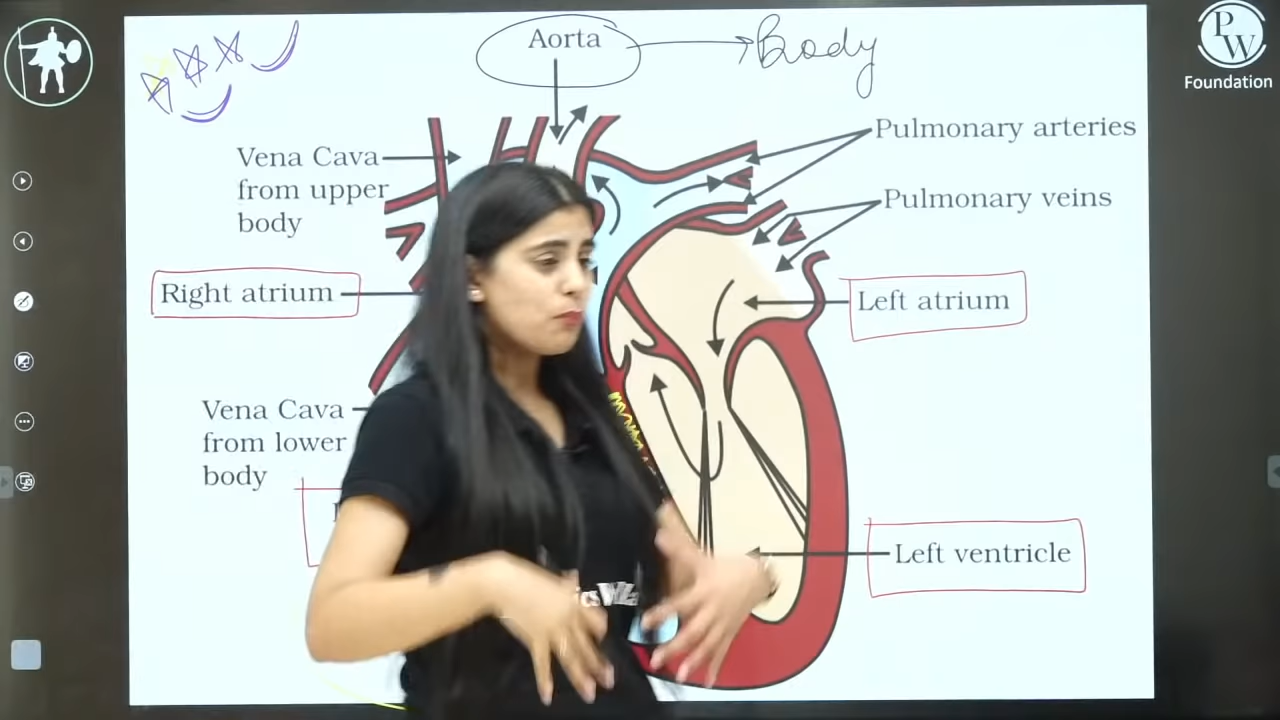 Aorta
Body
PW
Foundation
Pulmonary arteries
Vena Cava
from upper
body
Pulmonary veins
Right atrium
Left atrium
Vena Cava
from lower
body
Left ventricle